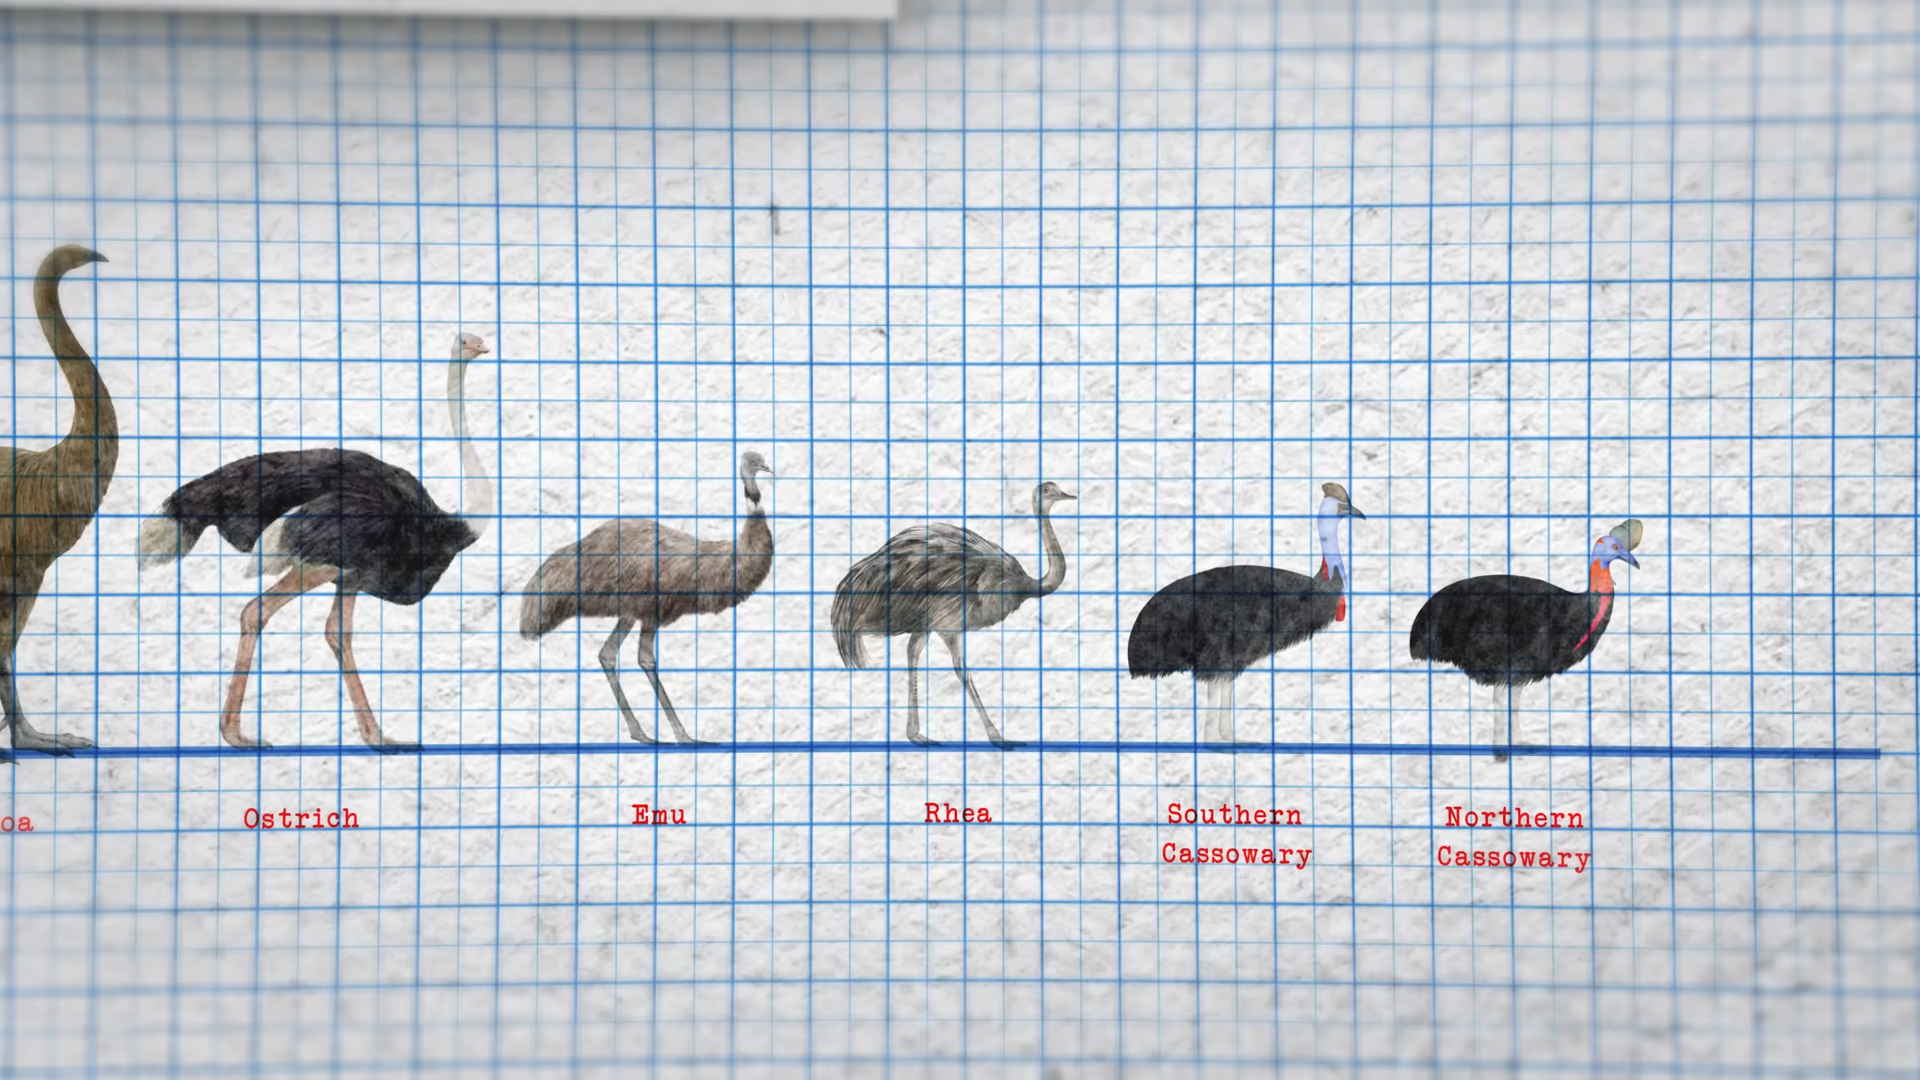 oa
Ostrich
Emu
Rhea
Southern
Cassowary
Northern
Cassowary